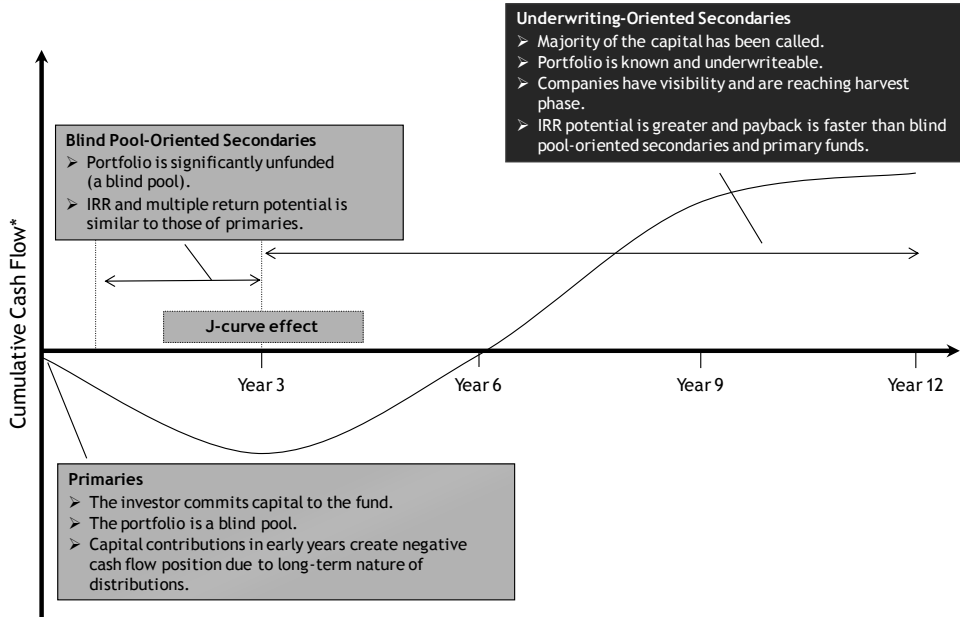 Underwriting-Oriented Secondaries
➢ Majority of the capital has been called.
➢ Portfolio is known and underwriteable.
➢ Companies have visibility and are reaching harvest
phase.
➢ IRR potential is greater and payback is faster than blind
pool-oriented secondaries and primary funds.
Blind Pool-Oriented Secondaries
➢ Portfolio is significantly unfunded
(a blind pool).
➢ IRR and multiple return potential is
similar to those of primaries.
J-curve effect
Cumulative Cash Flow*
Year 3
Year 6
Year 9
Year 12
Primaries
➢ The investor commits capital to the fund.
➢ The portfolio is a blind pool.
➢ Capital contributions in early years create negative
cash flow position due to long-term nature of
distributions.